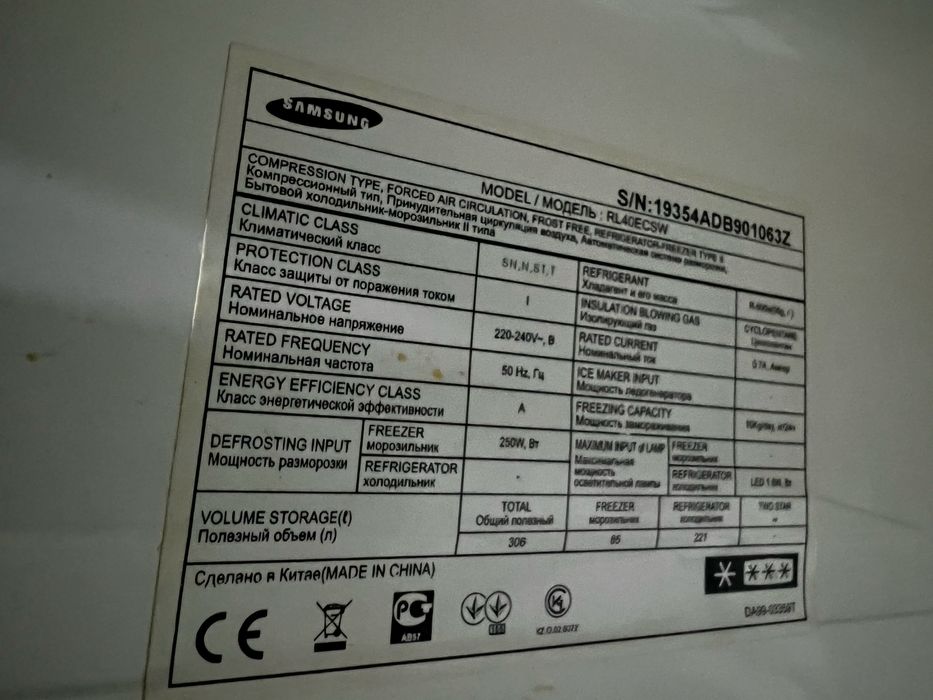 SAMSUNG
MODEL / МОДЕЛЬ : RL40ECSW
S/N:19354ADB901063Z
COMPRESSION TYPE, FORCED AIR CIRCULATION, FROST FREE, REFRIGERATOR-FREEZER TYPE II
Компрессионный тип, Принудительная циркуляция воздуха, Автоматическая система разморозки,
Бытовой холодильник-морозильник II типа
CLIMATIC CLASS
Климатический класс
SN,N,ST,T
REFRIGERANT
Хладагент и его масса
PROTECTION CLASS
Класс защиты от поражения током
I
INSULATION BLOWING GAS
Изолирующий газ
CYCLOPENTANE
RATED VOLTAGE
Номинальное напряжение
220-240V~, В
RATED CURRENT
Номинальный ток
RATED FREQUENCY
Номинальная частота
50 Hz, Гц
ICE MAKER INPUT
Мощность ледогенератора
-
ENERGY EFFICIENCY CLASS
Класс энергетической эффективности
A
FREEZING CAPACITY
Мощность замораживания
DEFROSTING INPUT
Мощность разморозки
FREEZER
морозильник
250W, Вт
REFRIGERATOR
холодильник
-
MAXIMUM INPUT of LAMP
Максимальная
мощность
осветительной лампы
FREEZER
морозильник
-
REFRIGERATOR
холодильник
VOLUME STORAGE(ℓ)
Полезный объем (л)
TOTAL
Общий полезный
306
FREEZER
морозильник
85
REFRIGERATOR
холодильник
221
TWO STAR
-
Сделано в Китае(MADE IN CHINA)
CE
РС
АВ57